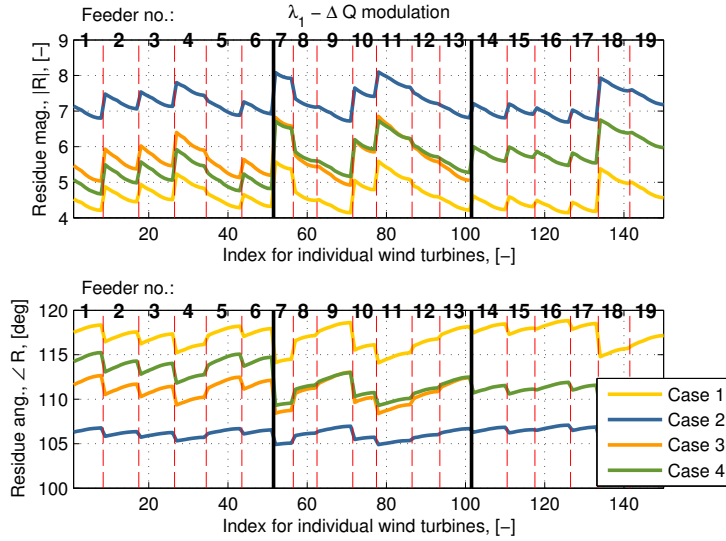 Feeder no.: λ1 − Δ Q modulation
1 2 3 4 5 6 7 8 9 10 11 12 13 14 15 16 17 18 19
9
8
7
6
5
4
Residue mag., |R|, [−]
20 40 60 80 100 120 140
Index for individual wind turbines, [−]
Feeder no.:
1 2 3 4 5 6 7 8 9 10 11 12 13 14 15 16 17 18 19
120
115
110
105
100
Residue ang., ∠ R, [deg]
Case 1
Case 2
Case 3
Case 4
20 40 60 80 100 120 140
Index for individual wind turbines, [−]